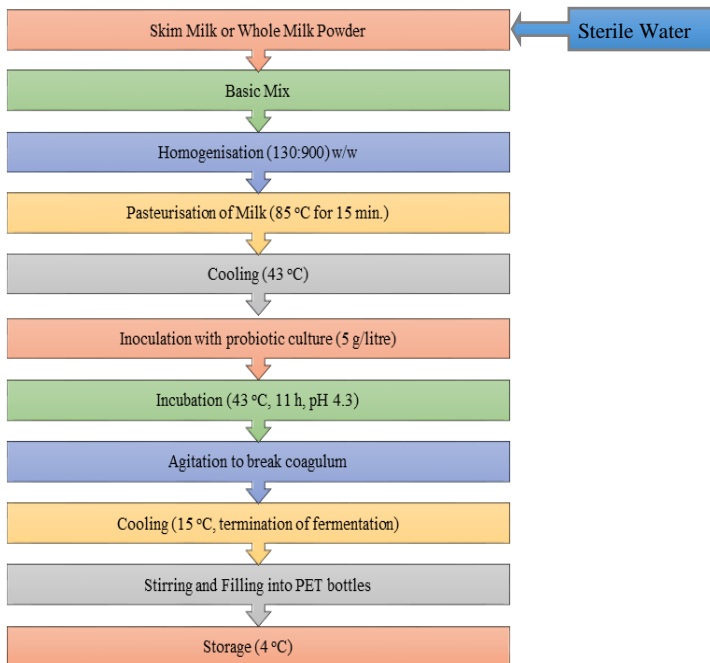 Skim Milk or Whole Milk Powder
Sterile Water
Basic Mix
Homogenisation (130:900) w/w
Pasteurisation of Milk (85 °C for 15 min.)
Cooling (43 °C)
Inoculation with probiotic culture (5 g/litre)
Incubation (43 °C, 11 h, pH 4.3)
Agitation to break coagulum
Cooling (15 °C, termination of fermentation)
Stirring and Filling into PET bottles
Storage (4 °C)